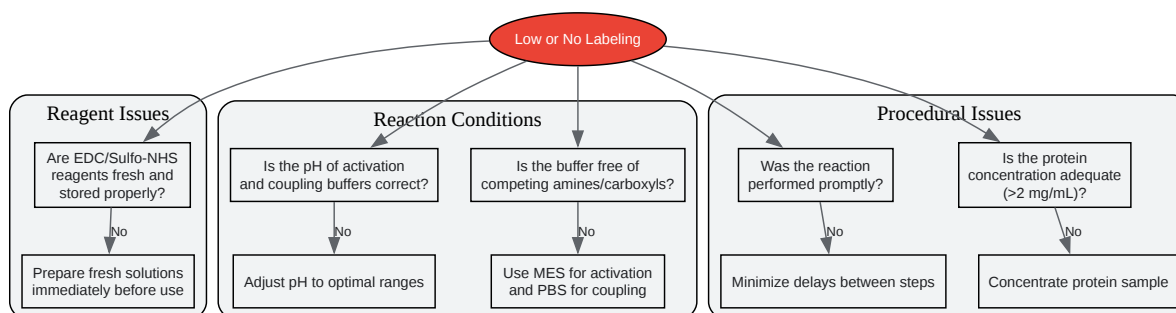 Low or No Labeling
Reagent Issues
Are EDC/Sulfo-NHS
reagents fresh and
stored properly?
No
Prepare fresh solutions
immediately before use
Reaction Conditions
Is the pH of activation
and coupling buffers correct?
No
Adjust pH to optimal ranges
Is the buffer free of
competing amines/carboxyls?
No
Use MES for activation
and PBS for coupling
Procedural Issues
Was the reaction
performed promptly?
No
Minimize delays between steps
Is the protein
concentration adequate
(>2 mg/mL)?
No
Concentrate protein sample